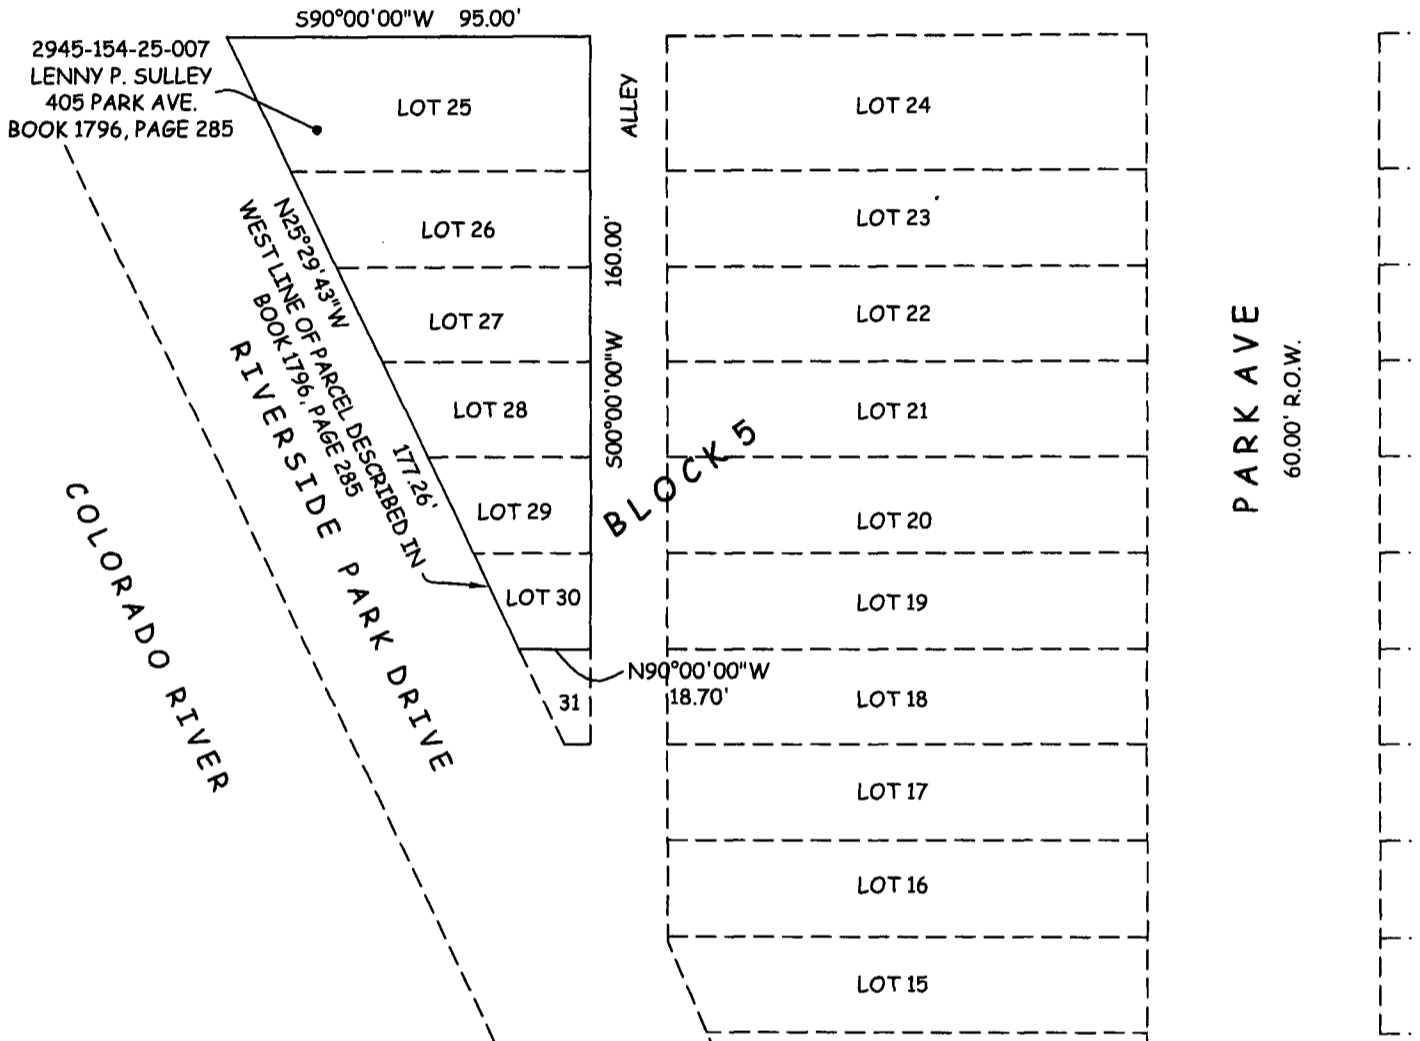 S90°00'00"W 95.00'
2945-154-25-007
LENNY P. SULLEY
405 PARK AVE.
BOOK 1796, PAGE 285
LOT 25
LOT 26
LOT 27
LOT 28
LOT 29
LOT 30
31
N25°29'43"W 177.26'
WEST LINE OF PARCEL DESCRIBED IN
BOOK 1796, PAGE 285
RIVERSIDE PARK DRIVE
COLORADO RIVER
ALLEY
S00°00'00"W 160.00'
BLOCK 5
N90°00'00"W
18.70'
LOT 24
LOT 23
LOT 22
LOT 21
LOT 20
LOT 19
LOT 18
LOT 17
LOT 16
LOT 15
PARK AVE
60.00' R.O.W.